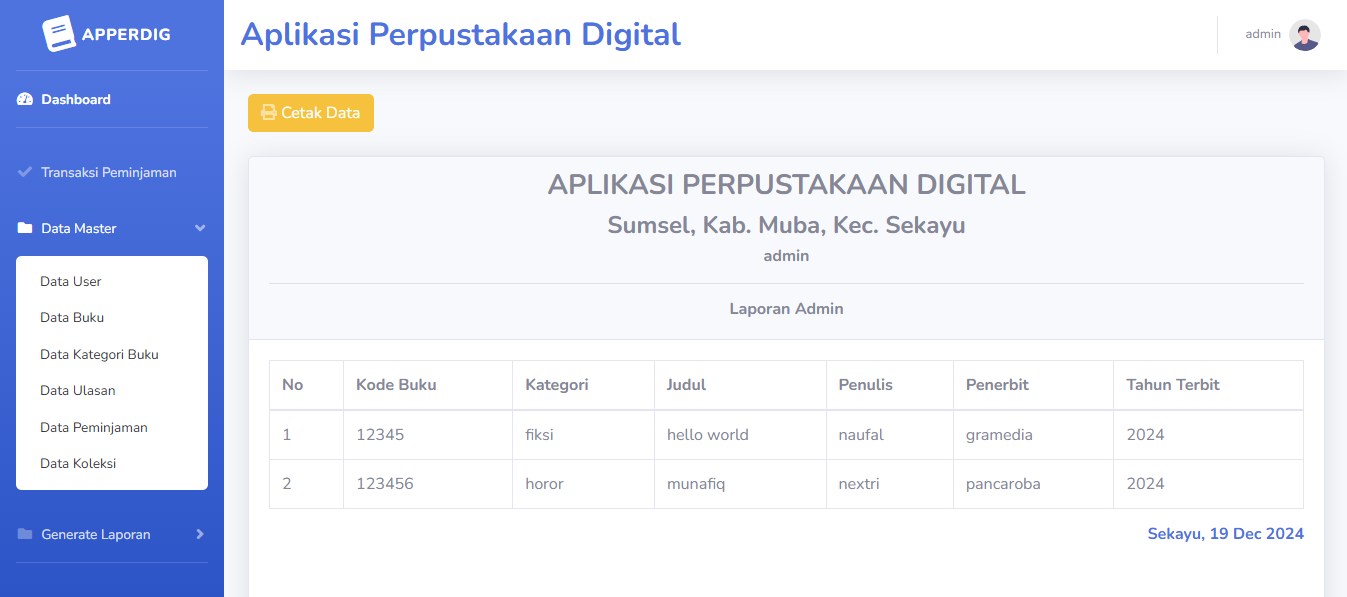 APPERDIG
Dashboard
Transaksi Peminjaman
Data Master
Data User
Data Buku
Data Kategori Buku
Data Ulasan
Data Peminjaman
Data Koleksi
Generate Laporan
Aplikasi Perpustakaan Digital
admin
Cetak Data
APLIKASI PERPUSTAKAAN DIGITAL
Sumsel, Kab. Muba, Kec. Sekayu
admin
Laporan Admin
No Kode Buku Kategori Judul Penulis Penerbit Tahun Terbit
1 12345 fiksi hello world naufal gramedia 2024
2 123456 horor munafiq nextri pancaroba 2024
Sekayu, 19 Dec 2024